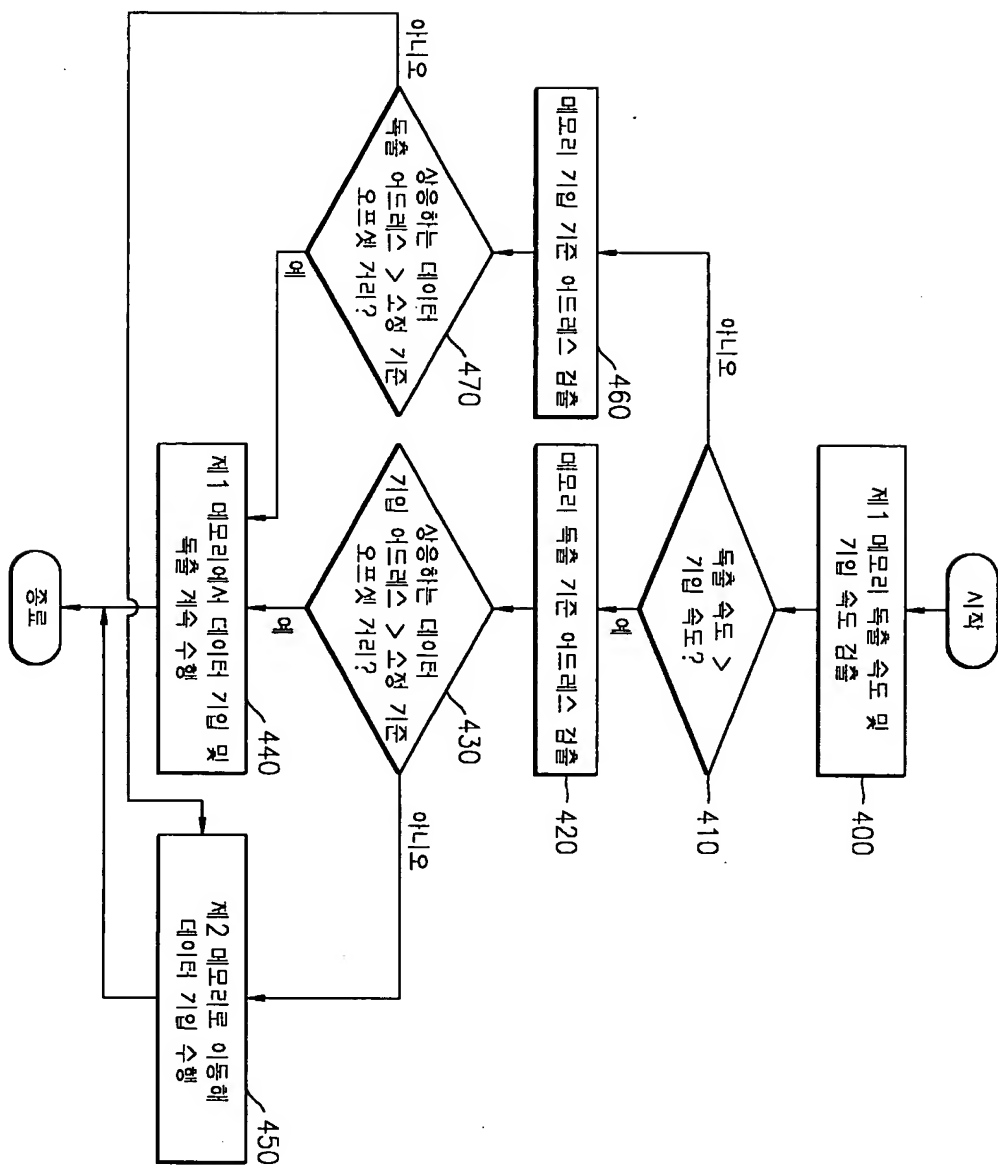 시작
제1 메모리 독출 속도 및
기입 속도 검출
400
독출 속도 >
기입 속도?
410
아니오
예
메모리 기입 기준 어드레스 검출
460
메모리 독출 기준 어드레스 검출
420
상응하는 데이터
독출 어드레스 > 소정 기준
오프셋 거리?
470
아니오
예
상응하는 데이터
기입 어드레스 > 소정 기준
오프셋 거리?
430
아니오
예
제1 메모리에서 데이터 기입 및
독출 계속 수행
440
제2 메모리로 이동해
데이터 기입 수행
450
종료